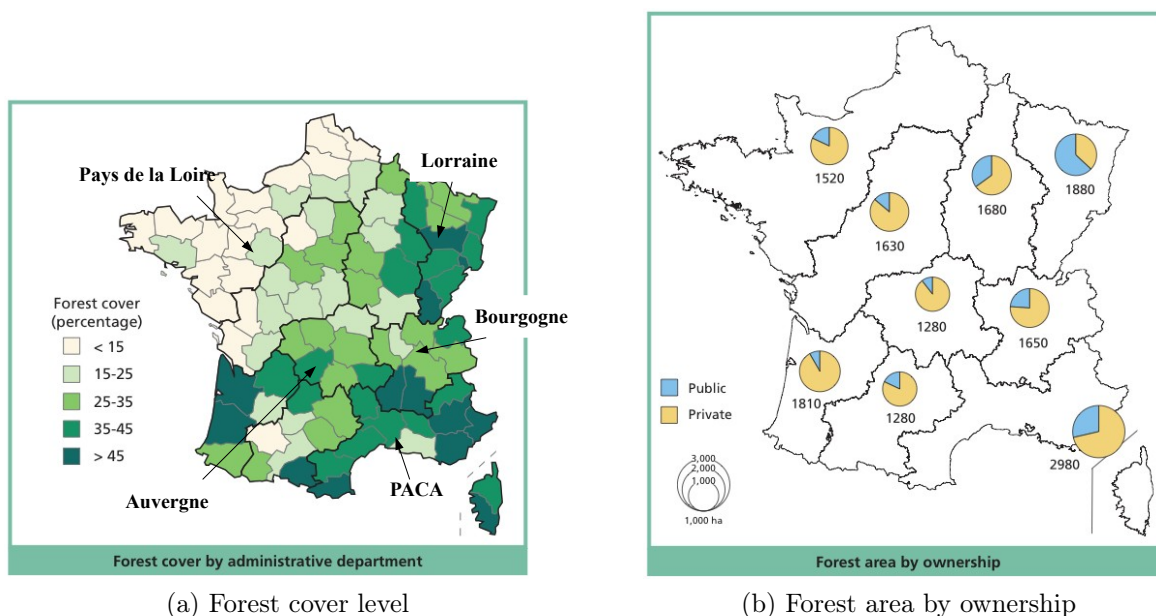 Pays de la Loire
Lorraine
Forest cover
(percentage)
< 15
15-25
25-35
35-45
> 45
Bourgogne
Auvergne
PACA
Forest cover by administrative department
(a) Forest cover level
1520
1880
1680
1630
1280
1650
1810
1280
2980
Public
Private
3,000
2,000
1,000
1,000 ha
Forest area by ownership
(b) Forest area by ownership